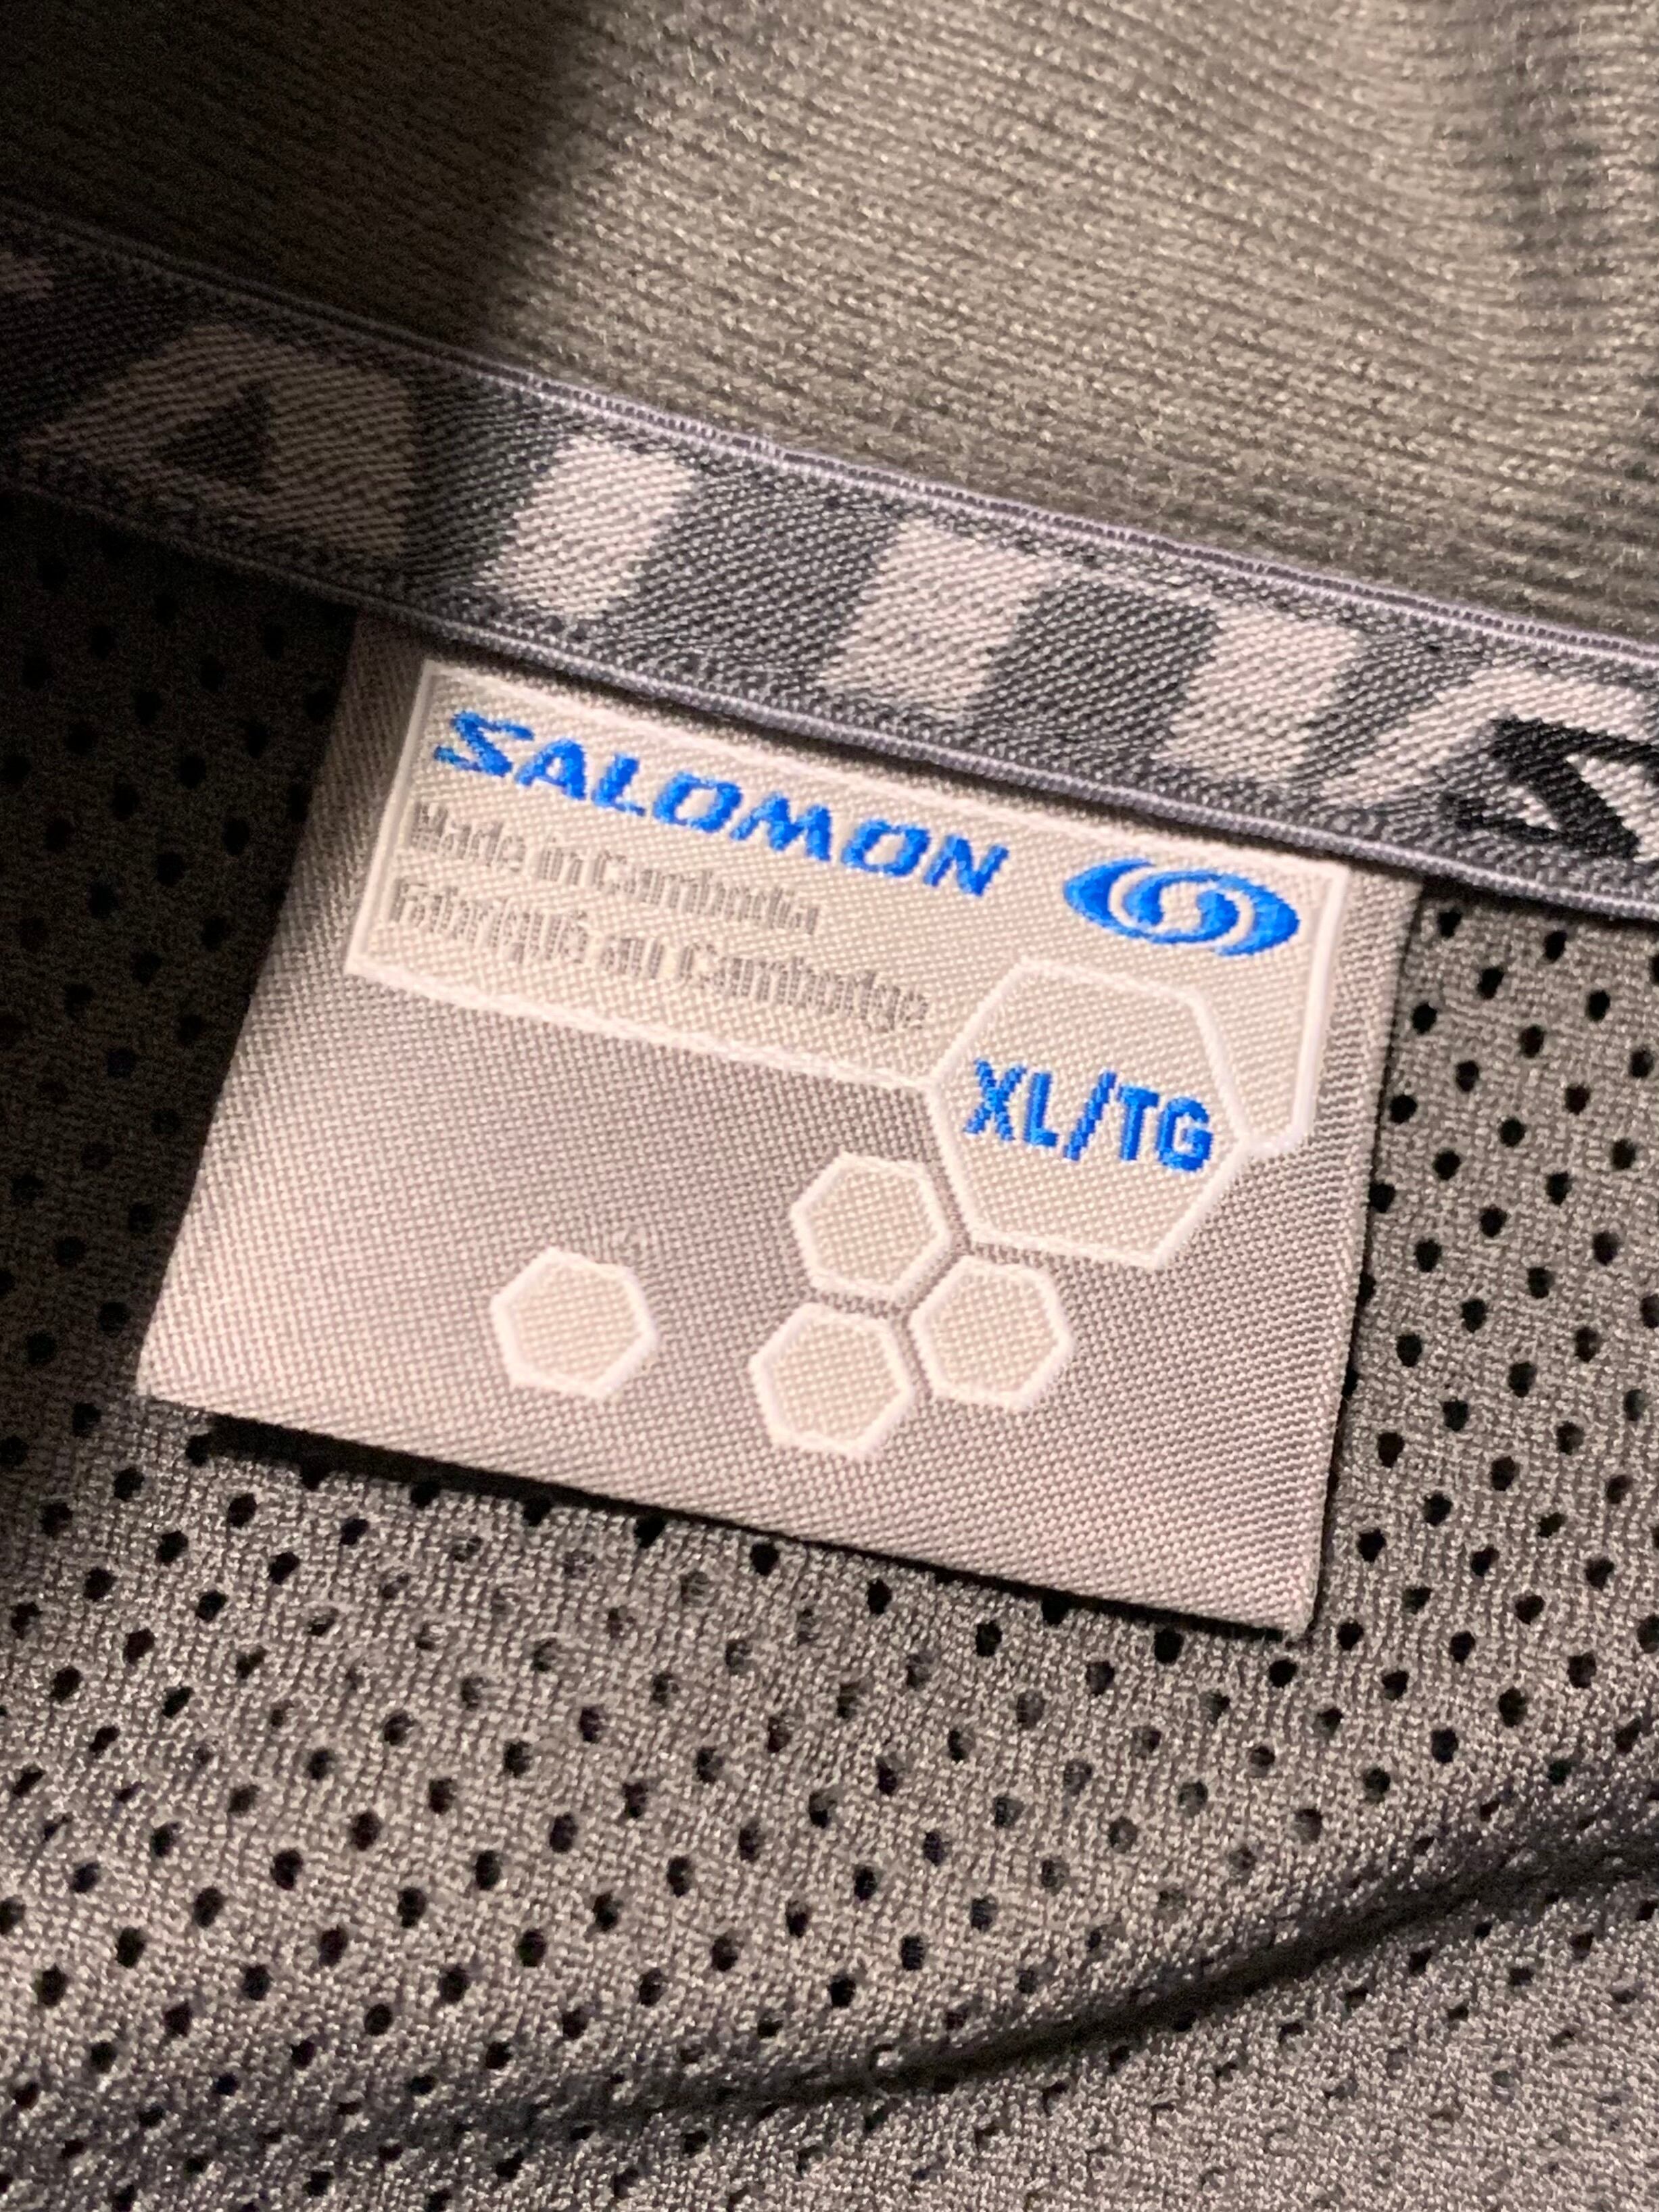 SALOMON
Made in Cambodia
Fabriqué au Cambodge
XL/TG